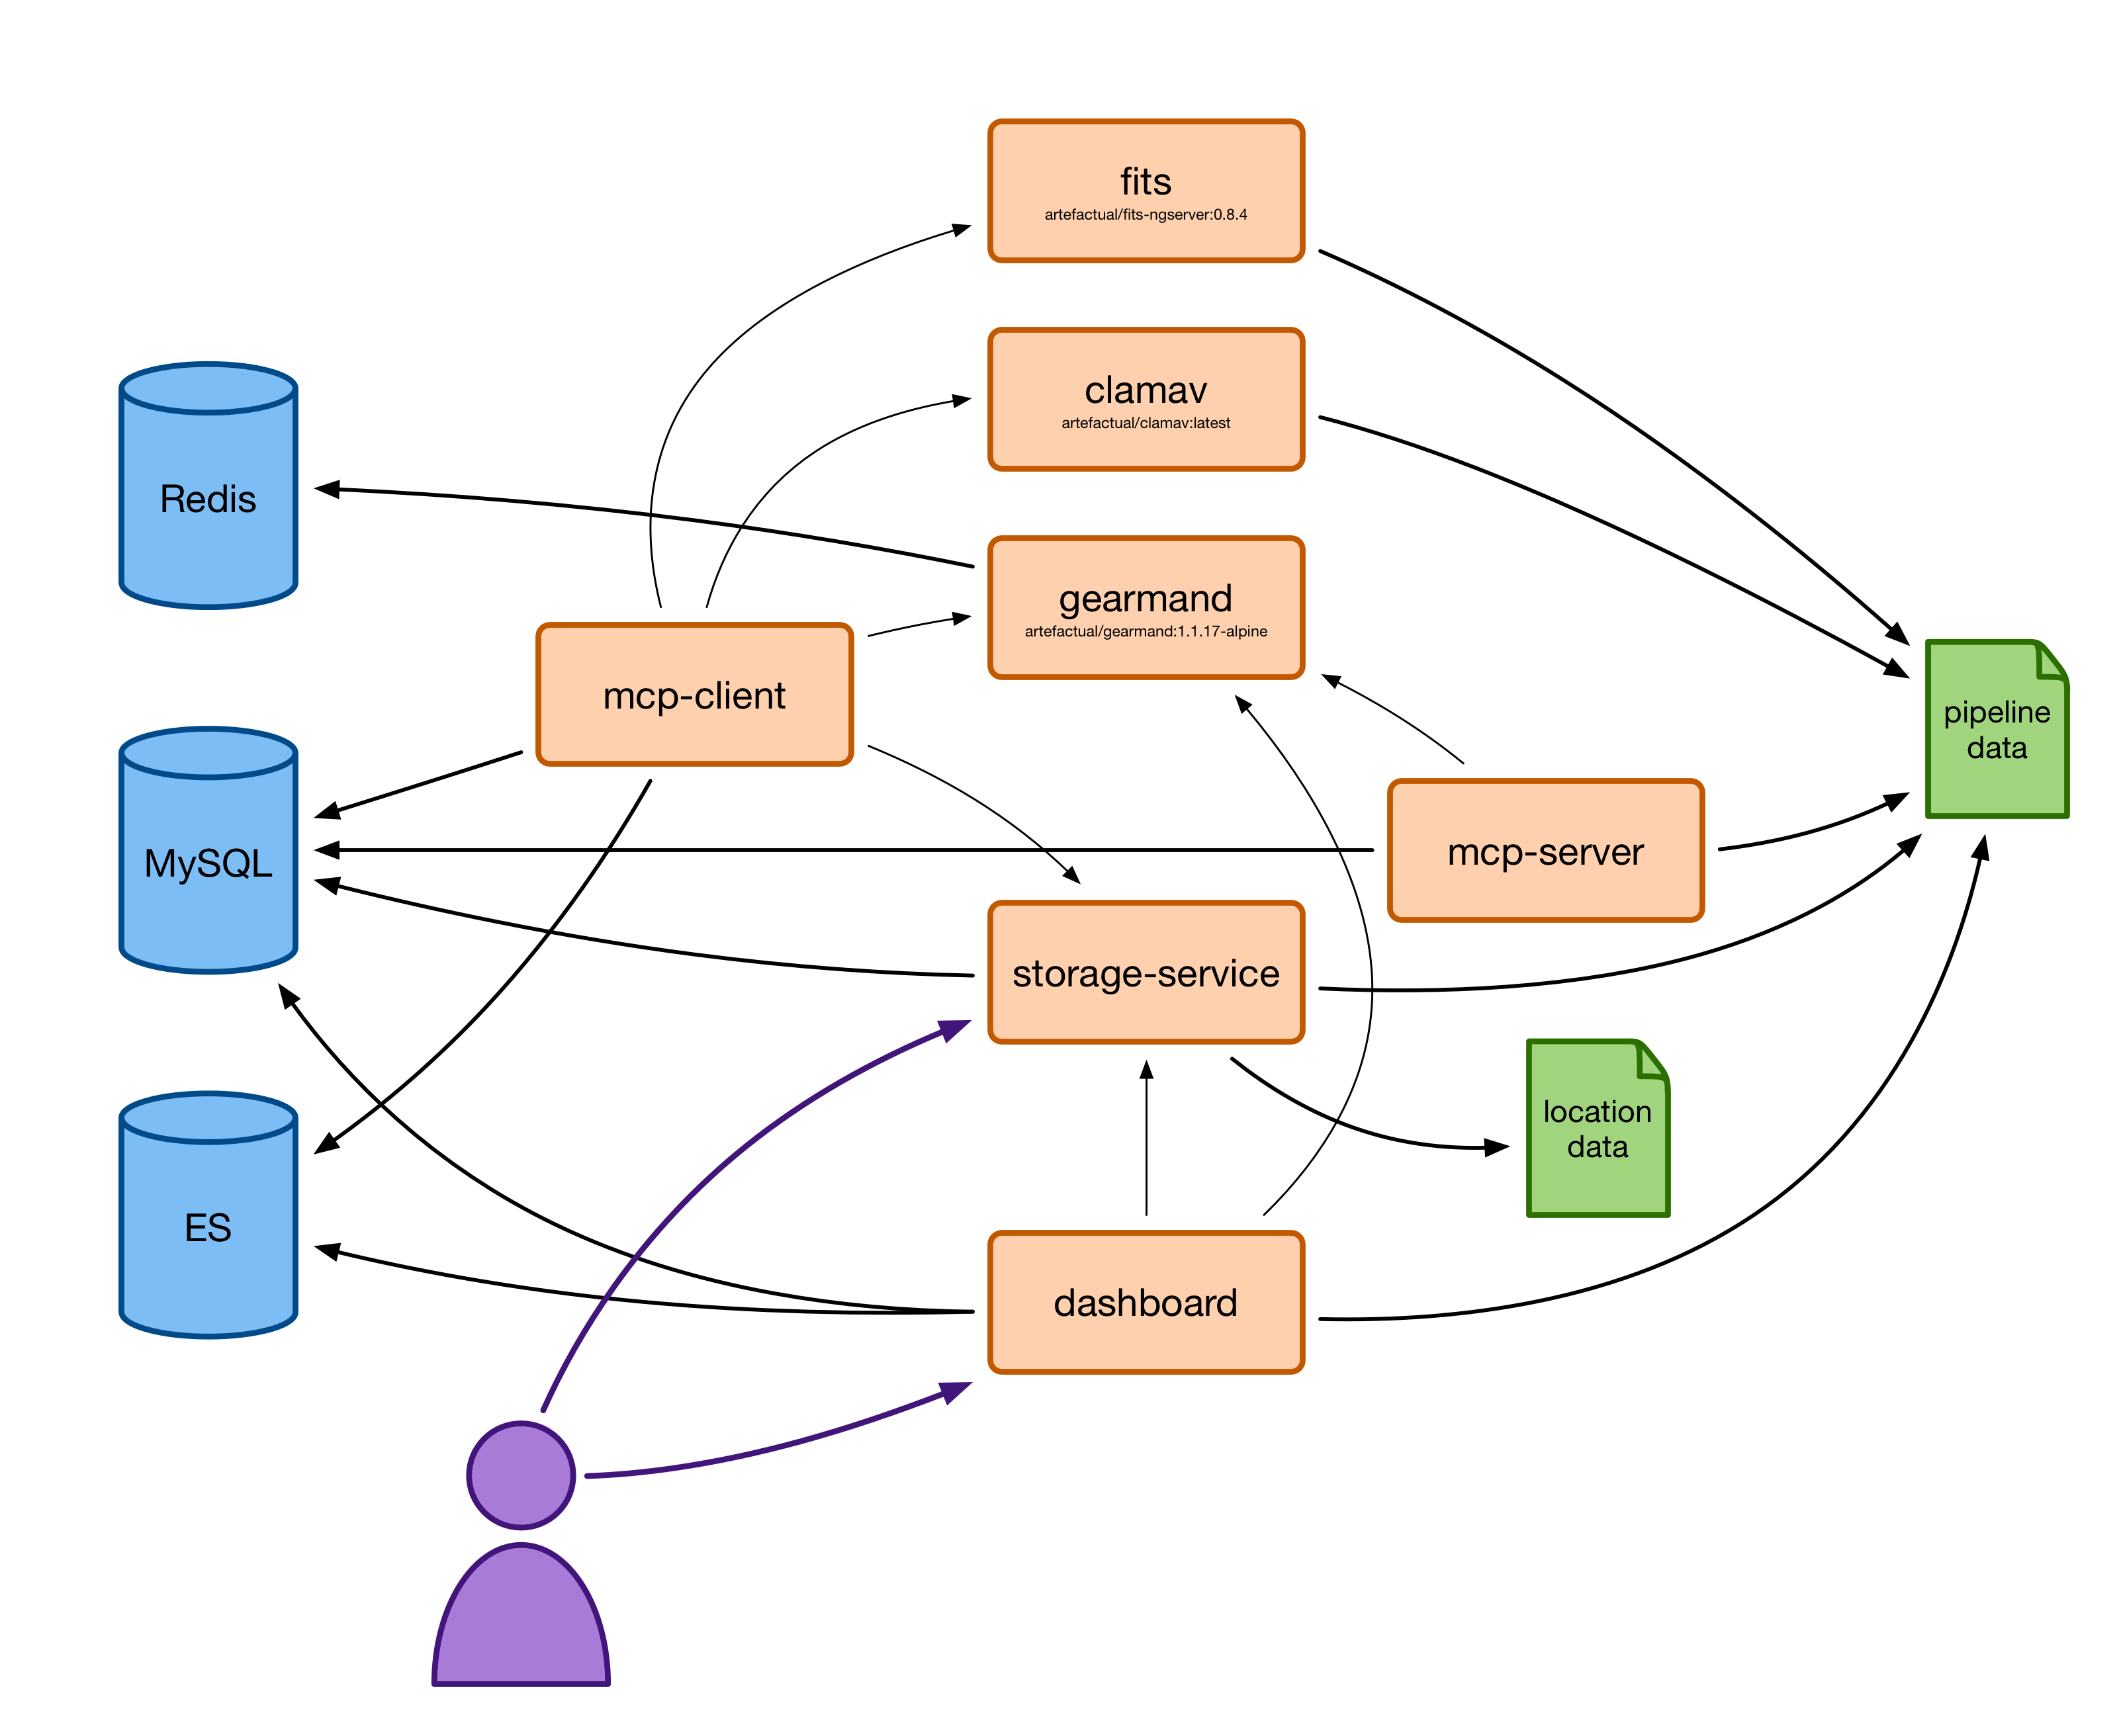 fits
artefactual/fits-ngserver:0.8.4
clamav
artefactual/clamav:latest
Redis
gearmand
artefactual/gearmand:1.1.17-alpine
mcp-client
pipeline
data
MySQL
mcp-server
storage-service
location
data
ES
dashboard